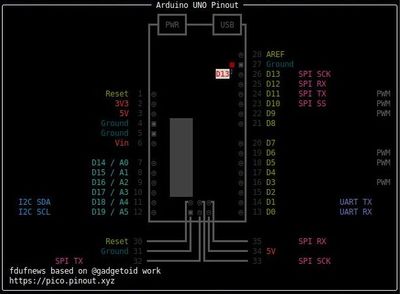 Arduino UNO Pinout
PWR USB
28 AREF
27 Ground
D13 26 D13 SPI SCK
25 D12 SPI RX
Reset 1 24 D11 SPI TX PWM
3V3 2 23 D10 SPI SS PWM
5V 3 22 D9 PWM
Ground 4 21 D8
Ground 5
Vin 6 20 D7
19 D6 PWM
D14 / A0 7 18 D5 PWM
D15 / A1 8 17 D4
D16 / A2 9 16 D3 PWM
D17 / A3 10 15 D2
I2C SDA D18 / A4 11 14 D1 UART TX
I2C SCL D19 / A5 12 13 D0 UART RX
Reset 30 35 SPI RX
Ground 31 34 5V
SPI TX 32 33 SPI SCK
fdufnews based on @gadgetoid work
https://pico.pinout.xyz